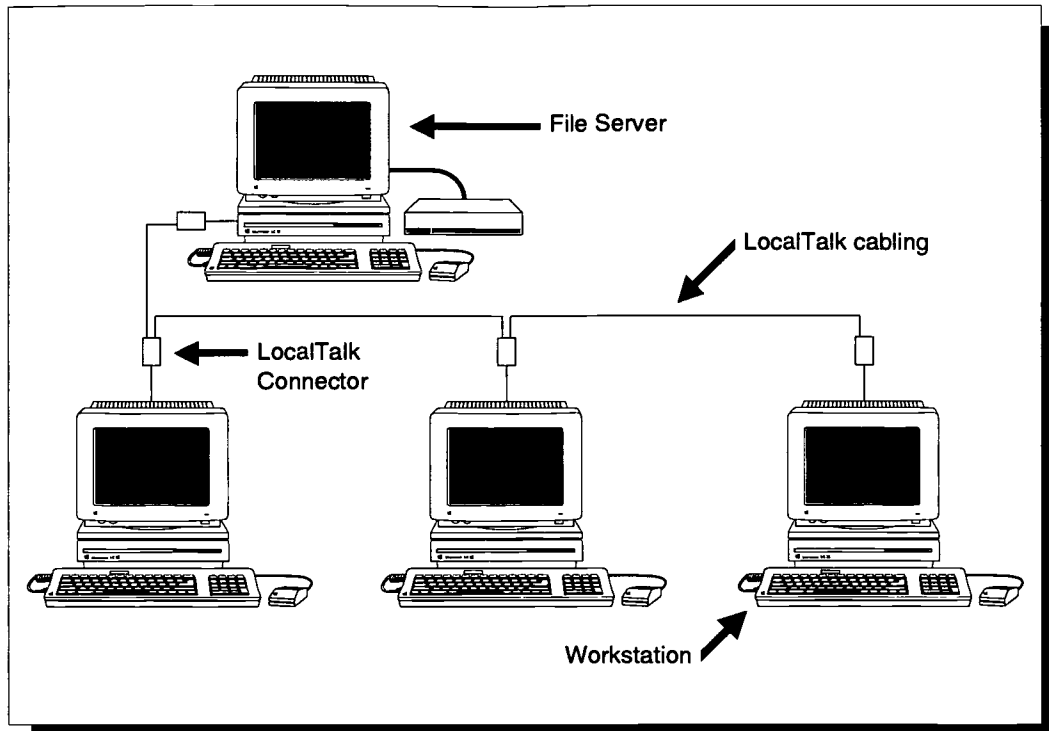 File Server
LocalTalk cabling
LocalTalk
Connector
Workstation